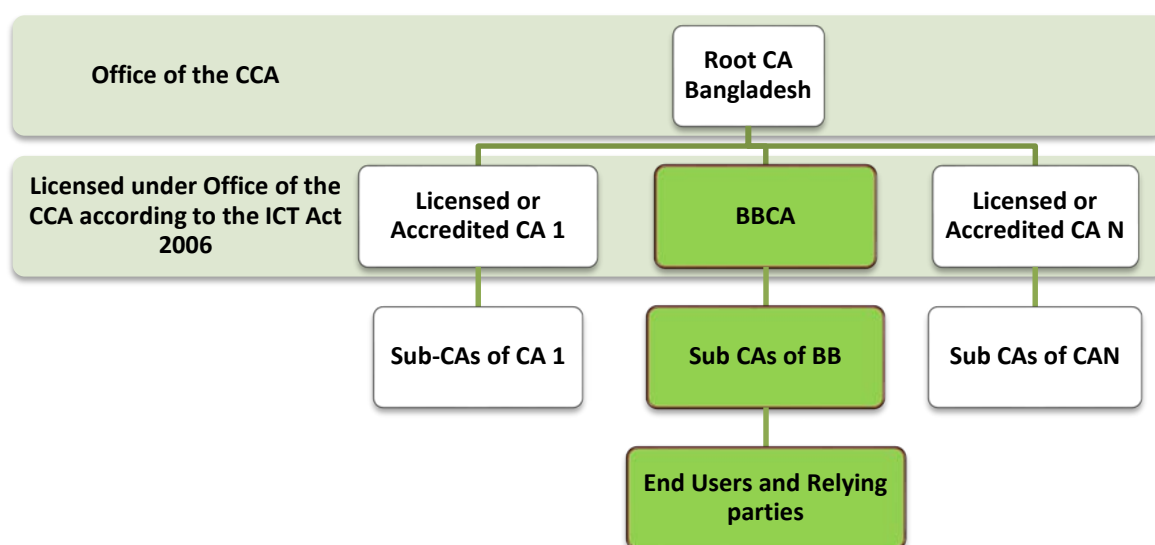 Office of the CCA
Root CA
Bangladesh
Licensed under Office of the
CCA according to the ICT Act
2006
Licensed or
Accredited CA 1
BBCA
Licensed or
Accredited CA N
Sub-CAs of CA 1
Sub CAs of BB
Sub CAs of CAN
End Users and Relying
parties